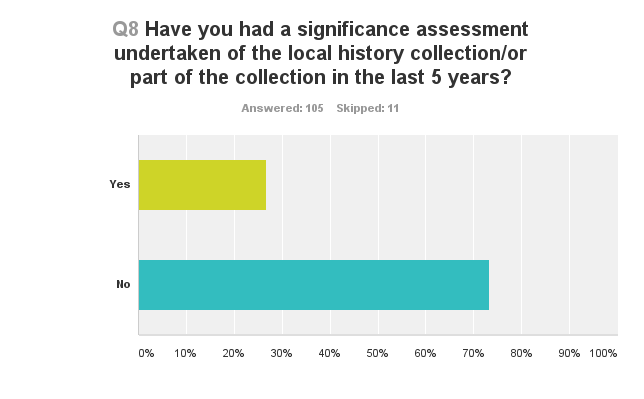 Q8 Have you had a significance assessment
undertaken of the local history collection/or
part of the collection in the last 5 years?
Answered: 105 Skipped: 11
Yes
No
0% 10% 20% 30% 40% 50% 60% 70% 80% 90% 100%